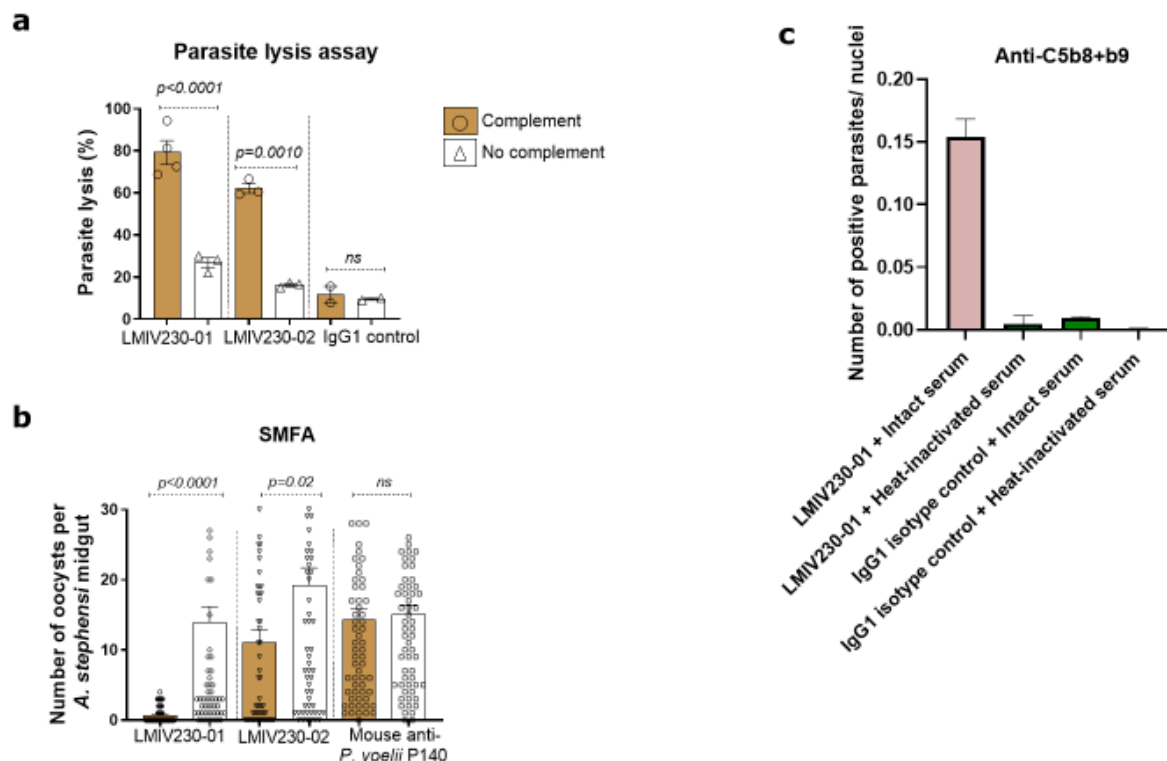 a
Parasite lysis assay
p<0.0001
p=0.0010
ns
Complement
No complement
Parasite lysis (%)
100
80
60
40
20
0
LMIV230-01
LMIV230-02
IgG1 control
b
SMFA
p<0.0001
p=0.02
ns
Number of oocysts per
A. stephensi midgut
30
20
10
0
LMIV230-01
LMIV230-02
Mouse anti-
P. yoelii P140
c
Anti-C5b8+b9
Number of positive parasites/ nuclei
0.20
0.15
0.10
0.05
0.00
LMIV230-01 + Intact serum
LMIV230-01 + Heat-inactivated serum
IgG1 isotype control + Intact serum
IgG1 isotype control + Heat-inactivated serum